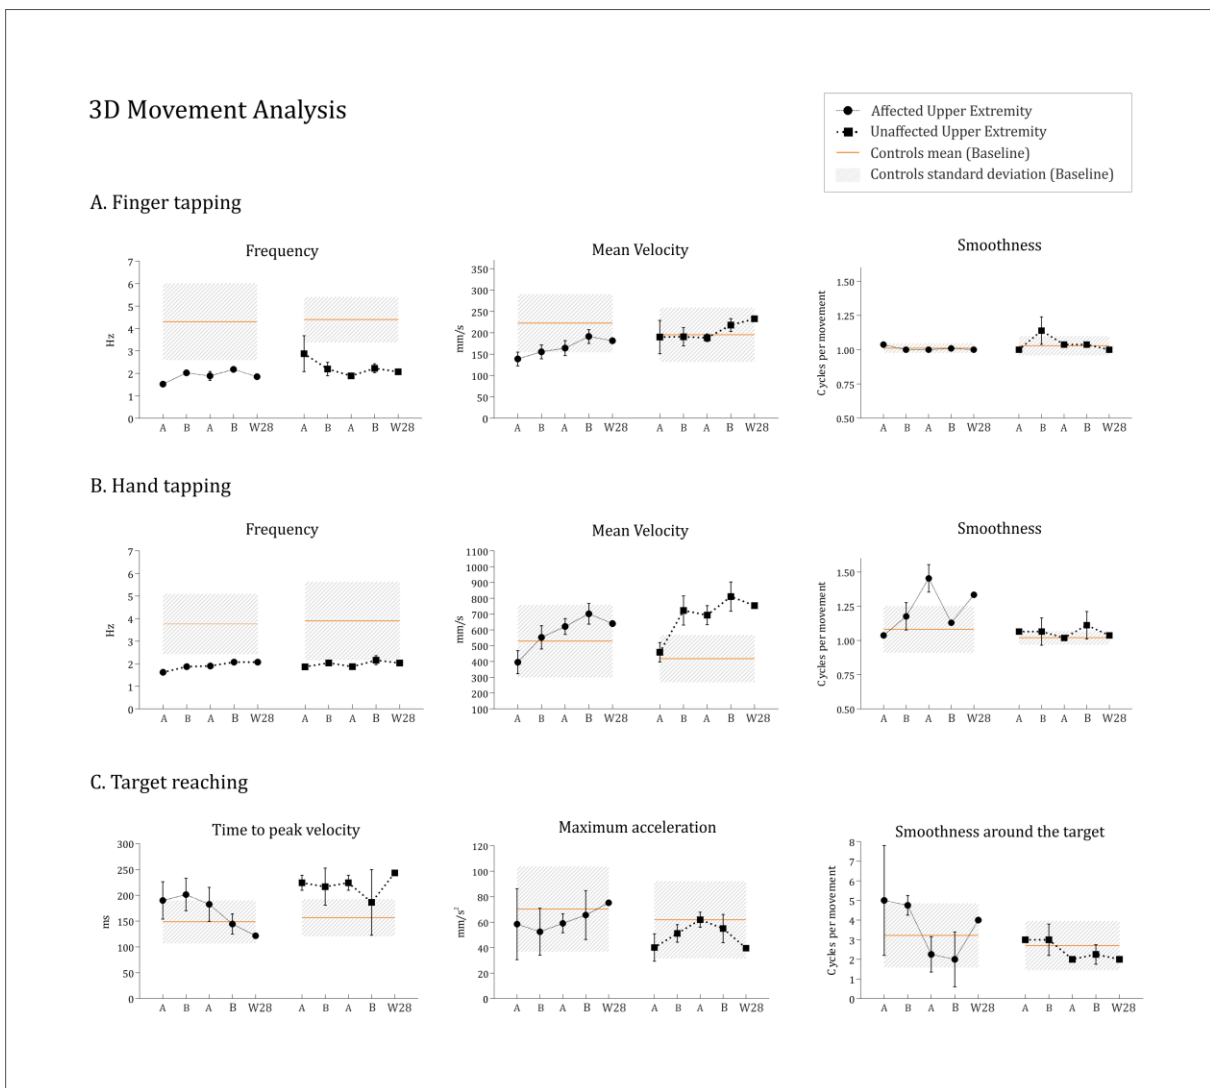 3D Movement Analysis
Affected Upper Extremity
Unaffected Upper Extremity
Controls mean (Baseline)
Controls standard deviation (Baseline)
A. Finger tapping
Frequency
Hz
7
6
5
4
3
2
1
0
A B A B W28 A B A B W28
Mean Velocity
mm/s
350
300
250
200
150
100
50
0
A B A B W28 A B A B W28
Smoothness
Cycles per movement
1.50
1.25
1.00
0.75
0.50
A B A B W28 A B A B W28
B. Hand tapping
Frequency
Hz
7
6
5
4
3
2
1
0
A B A B W28 A B A B W28
Mean Velocity
mm/s
1100
1000
900
800
700
600
500
400
300
200
100
A B A B W28 A B A B W28
Smoothness
Cycles per movement
1.50
1.25
1.00
0.75
0.50
A B A B W28 A B A B W28
C. Target reaching
Time to peak velocity
ms
300
250
200
150
100
50
0
A B A B W28 A B A B W28
Maximum acceleration
mm/s²
120
100
80
60
40
20
0
A B A B W28 A B A B W28
Smoothness around the target
Cycles per movement
8
7
6
5
4
3
2
1
0
A B A B W28 A B A B W28